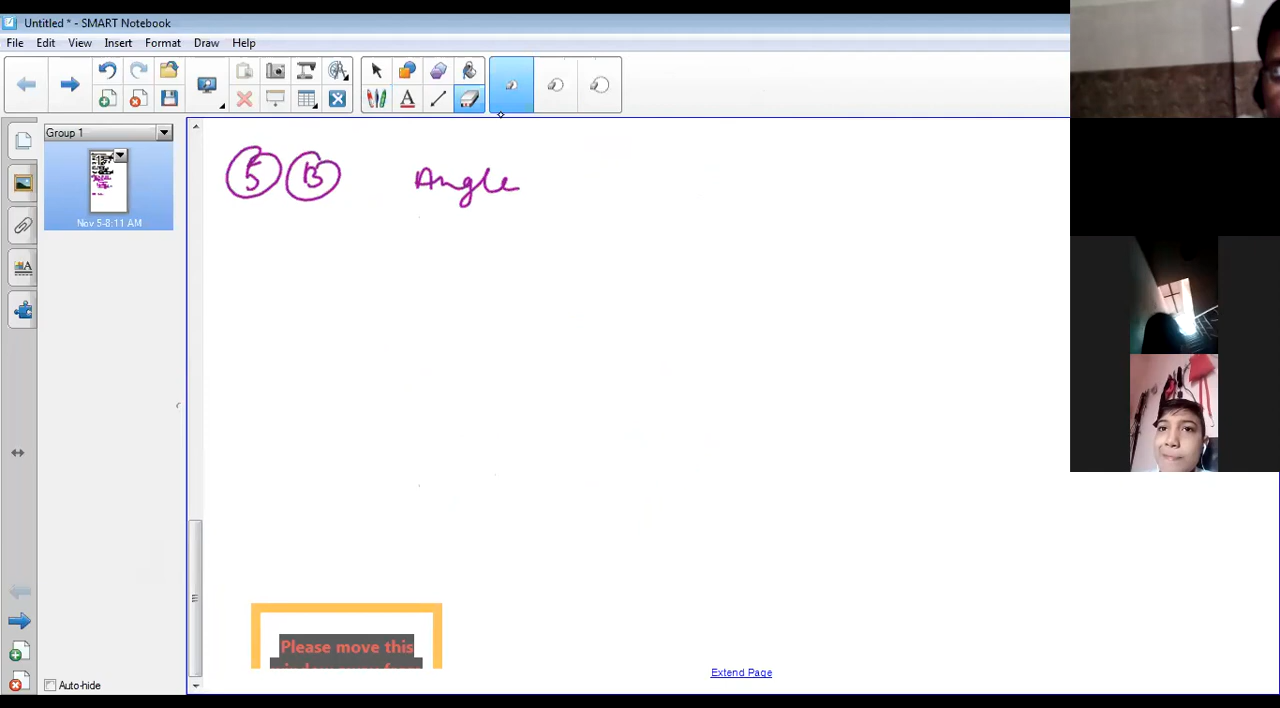 Untitled * - SMART Notebook
File Edit View Insert Format Draw Help
Group 1
5 B Angle
Nov 5-8:11 AM
Please move this
Extend Page
Auto-hide